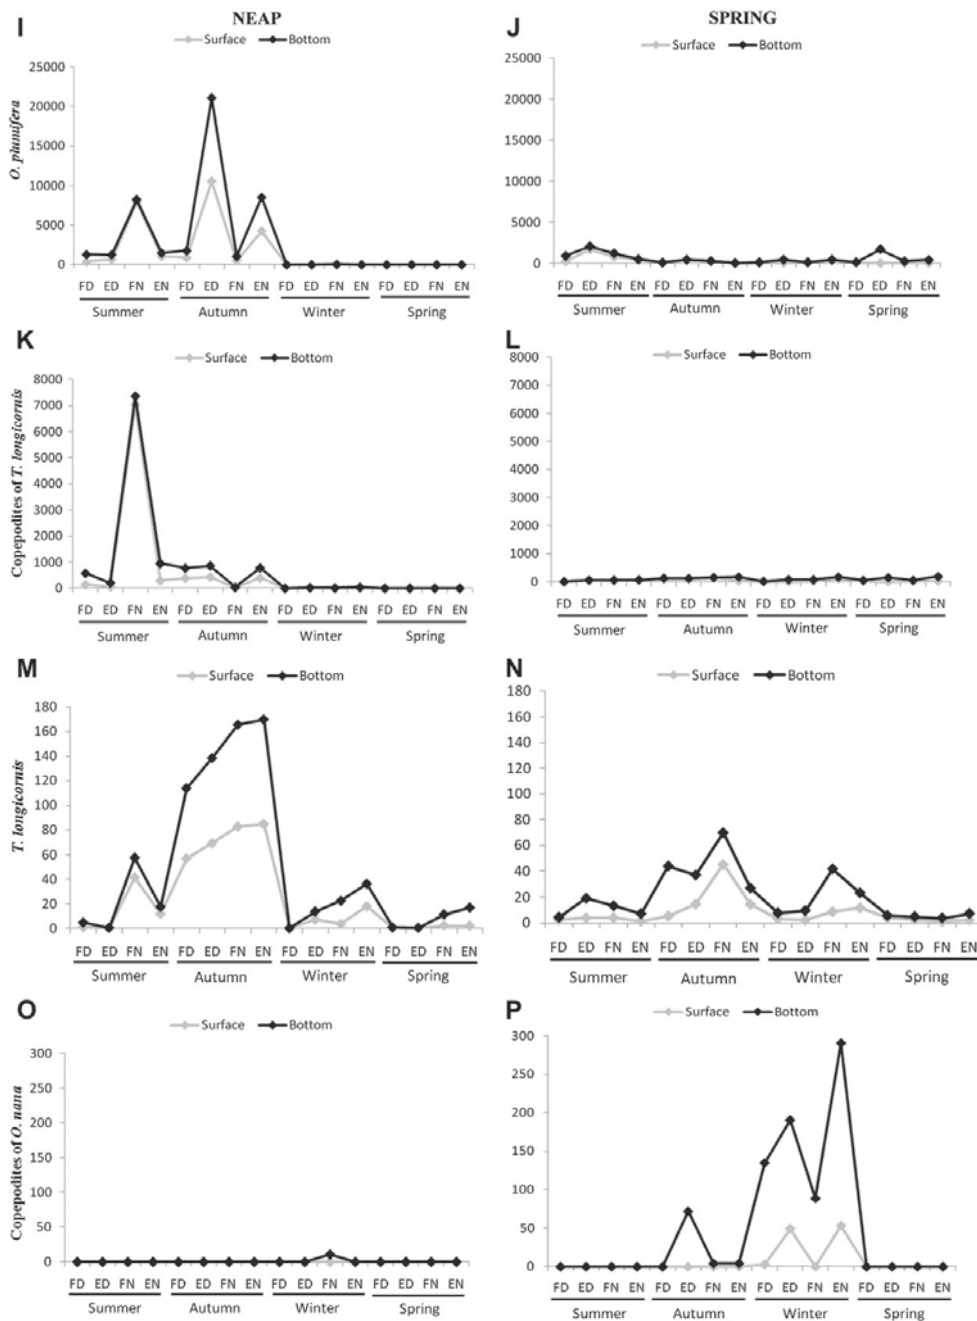 NEAP
SPRING
I
Surface Bottom
25000
20000
15000
10000
5000
0
O. plumifera
FD ED FN EN FD ED FN EN FD ED FN EN FD ED FN EN
Summer Autumn Winter Spring
J
Surface Bottom
25000
20000
15000
10000
5000
0
FD ED FN EN FD ED FN EN FD ED FN EN FD ED FN EN
Summer Autumn Winter Spring
K
Surface Bottom
8000
7000
6000
5000
4000
3000
2000
1000
0
Copepodites of T. longicornis
FD ED FN EN FD ED FN EN FD ED FN EN FD ED FN EN
Summer Autumn Winter Spring
L
Surface Bottom
8000
7000
6000
5000
4000
3000
2000
1000
0
FD ED FN EN FD ED FN EN FD ED FN EN FD ED FN EN
Summer Autumn Winter Spring
M
Surface Bottom
180
160
140
120
100
80
60
40
20
0
T. longicornis
FD ED FN EN FD ED FN EN FD ED FN EN FD ED FN EN
Summer Autumn Winter Spring
N
Surface Bottom
180
160
140
120
100
80
60
40
20
0
FD ED FN EN FD ED FN EN FD ED FN EN FD ED FN EN
Summer Autumn Winter Spring
O
Surface Bottom
300
250
200
150
100
50
0
Copepodites of O. nana
FD ED FN EN FD ED FN EN FD ED FN EN FD ED FN EN
Summer Autumn Winter Spring
P
Surface Bottom
300
250
200
150
100
50
0
FD ED FN EN FD ED FN EN FD ED FN EN FD ED FN EN
Summer Autumn Winter Spring